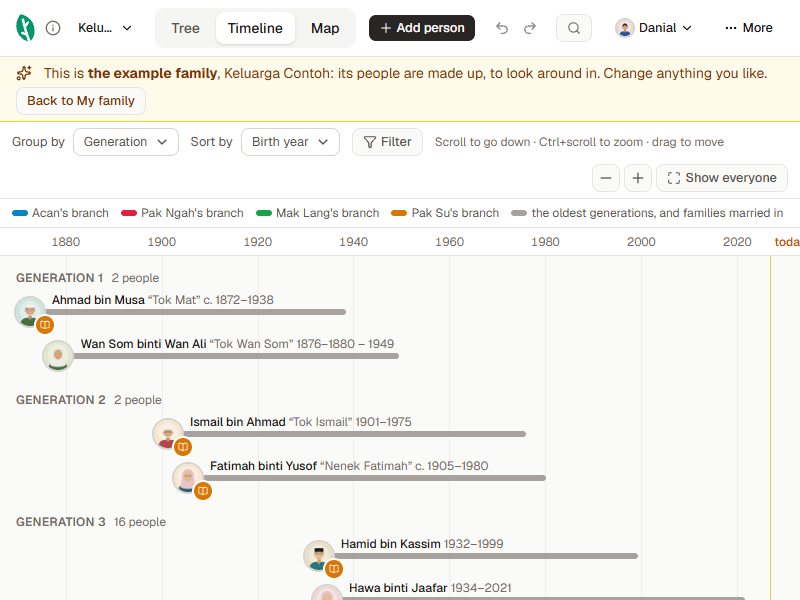 Kelu... Tree Timeline Map + Add person Danial ··· More
This is the example family, Keluarga Contoh: its people are made up, to look around in. Change anything you like.
Back to My family
Group by Generation Sort by Birth year Filter Scroll to go down · Ctrl+scroll to zoom · drag to move
Show everyone
Acan's branch Pak Ngah's branch Mak Lang's branch Pak Su's branch the oldest generations, and families married in
1880 1900 1920 1940 1960 1980 2000 2020 toda
GENERATION 1 2 people
Ahmad bin Musa “Tok Mat” c. 1872–1938
Wan Som binti Wan Ali “Tok Wan Som” 1876–1880 – 1949
GENERATION 2 2 people
Ismail bin Ahmad “Tok Ismail” 1901–1975
Fatimah binti Yusof “Nenek Fatimah” c. 1905–1980
GENERATION 3 16 people
Hamid bin Kassim 1932–1999
Hawa binti Jaafar 1934–2021